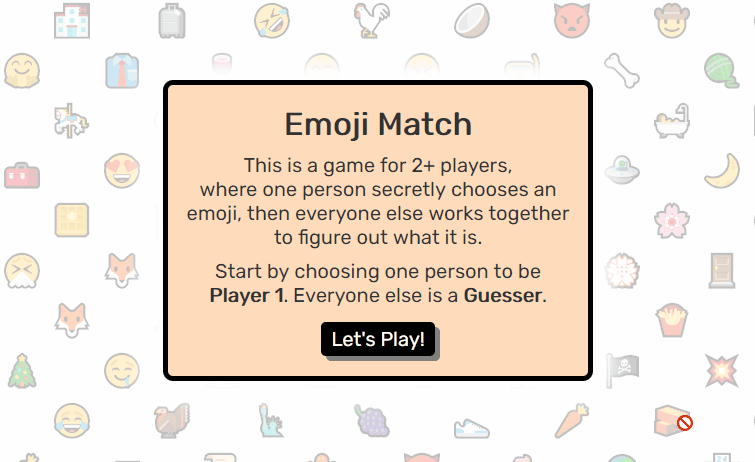 Emoji Match
This is a game for 2+ players,
where one person secretly chooses an
emoji, then everyone else works together
to figure out what it is.
Start by choosing one person to be
Player 1. Everyone else is a Guesser.
Let's Play!